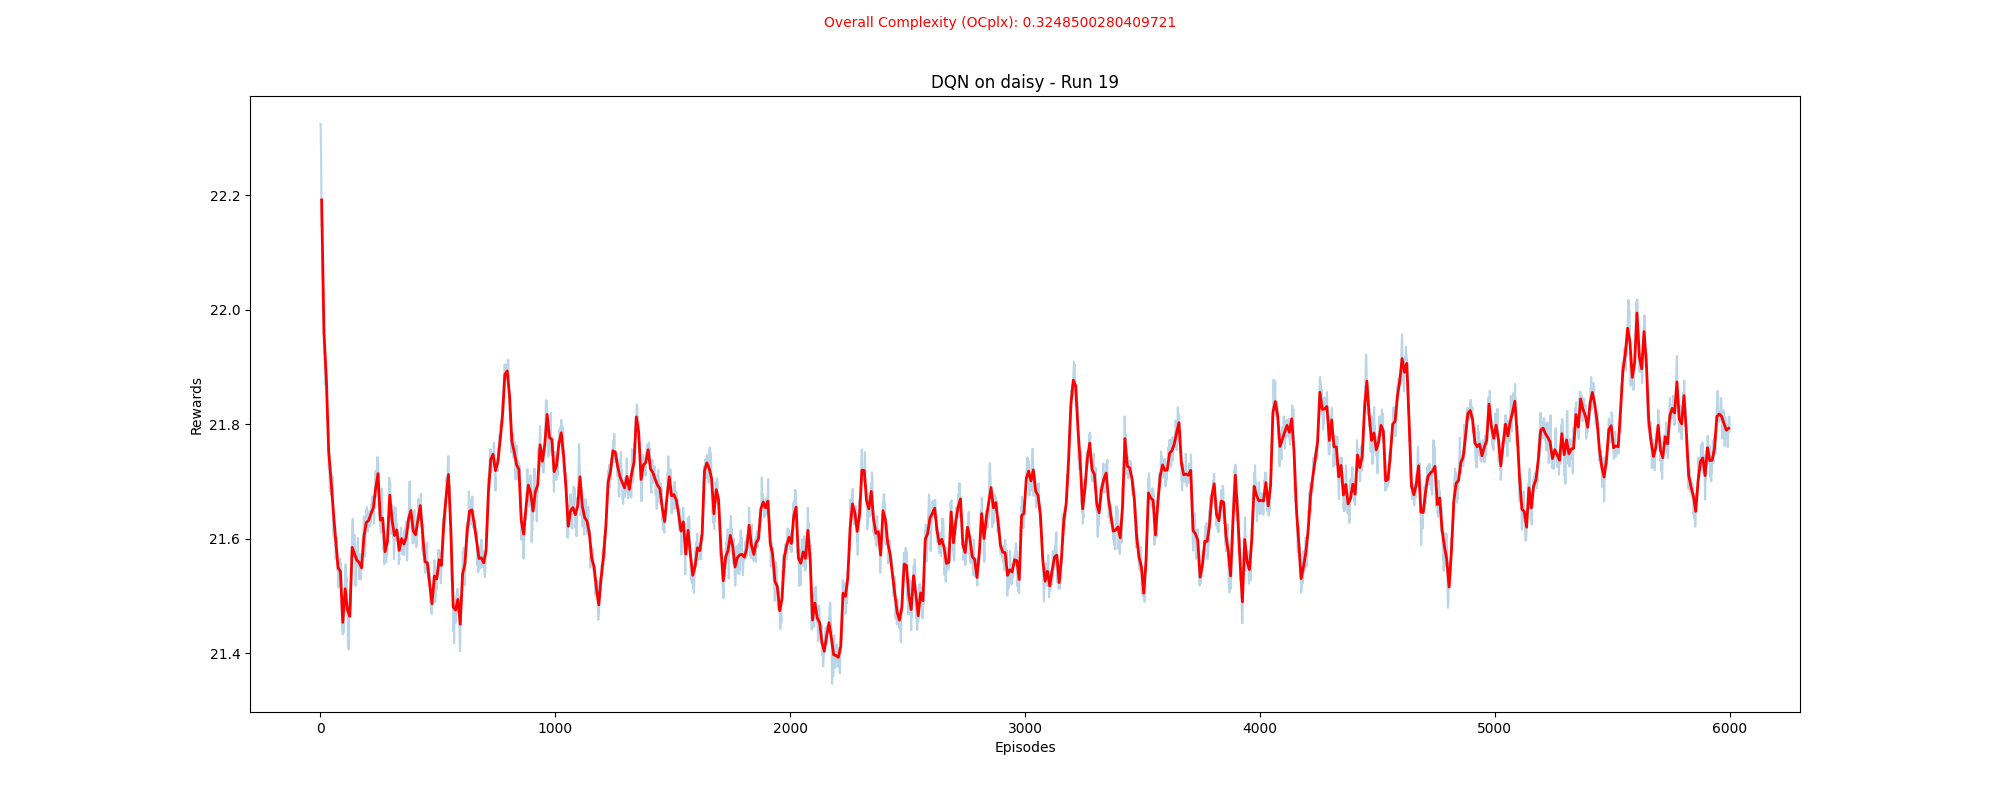 Overall Complexity (OCplx): 0.3248500280409721
DQN on daisy - Run 19
Rewards
22.2
22.0
21.8
21.6
21.4
0 1000 2000 3000 4000 5000 6000
Episodes